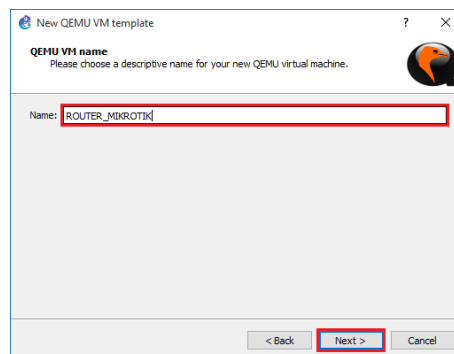 New QEMU VM template
QEMU VM name
Please choose a descriptive name for your new QEMU virtual machine.
Name: ROUTER_MIKROTIK
< Back Next > Cancel